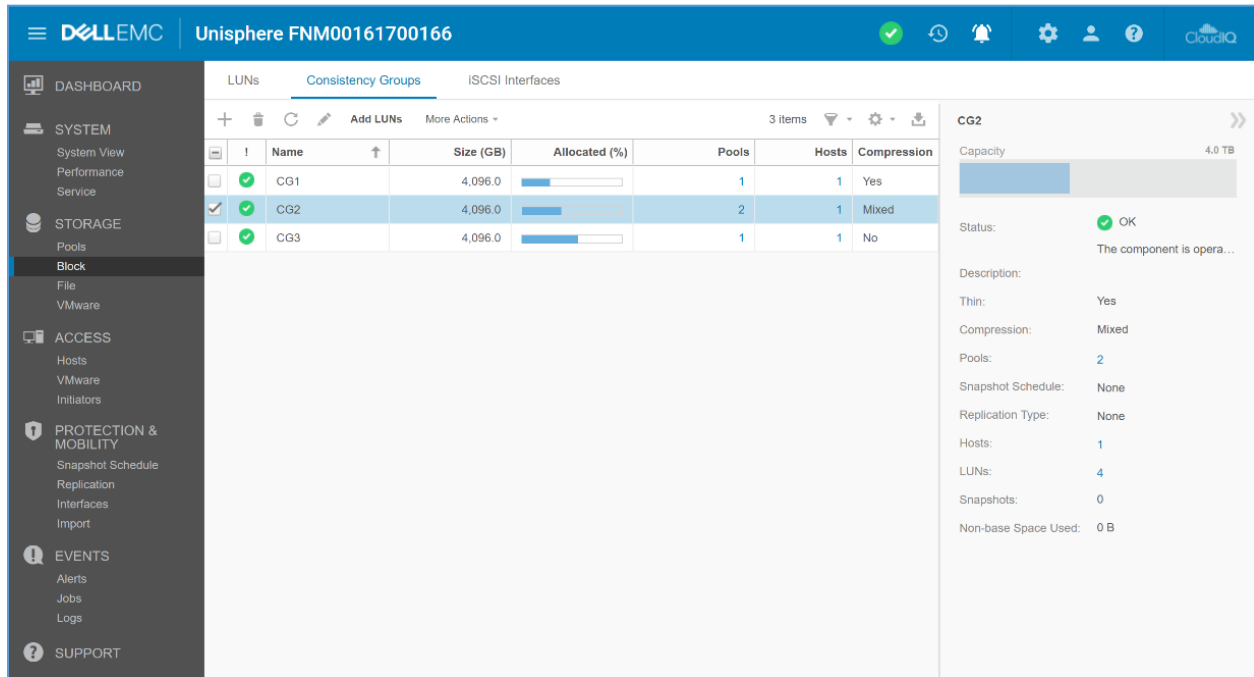 DELLEMC Unisphere FNM00161700166 CloudIQ
DASHBOARD
SYSTEM
System View
Performance
Service
STORAGE
Pools
Block
File
VMware
ACCESS
Hosts
VMware
Initiators
PROTECTION &
MOBILITY
Snapshot Schedule
Replication
Interfaces
Import
EVENTS
Alerts
Jobs
Logs
SUPPORT
LUNs Consistency Groups iSCSI Interfaces
Add LUNs More Actions 3 items
! Name Size (GB) Allocated (%) Pools Hosts Compression
CG1 4,096.0 1 1 Yes
CG2 4,096.0 2 1 Mixed
CG3 4,096.0 1 1 No
CG2
Capacity 4.0 TB
Status: OK
The component is opera...
Description:
Thin: Yes
Compression: Mixed
Pools: 2
Snapshot Schedule: None
Replication Type: None
Hosts: 1
LUNs: 4
Snapshots: 0
Non-base Space Used: 0 B